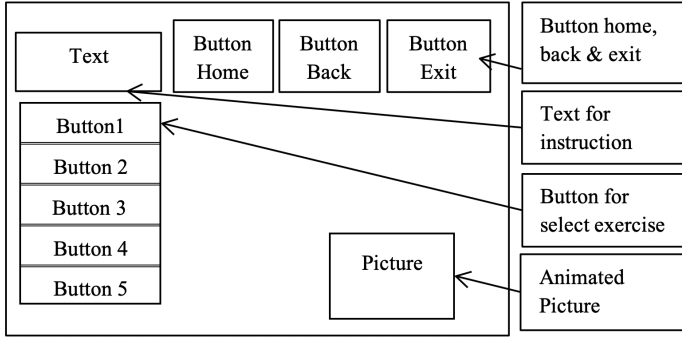 Text
Button
Home
Button
Back
Button
Exit
Button home,
back & exit
Button1
Button 2
Button 3
Button 4
Button 5
Text for
instruction
Button for
select exercise
Picture
Animated
Picture